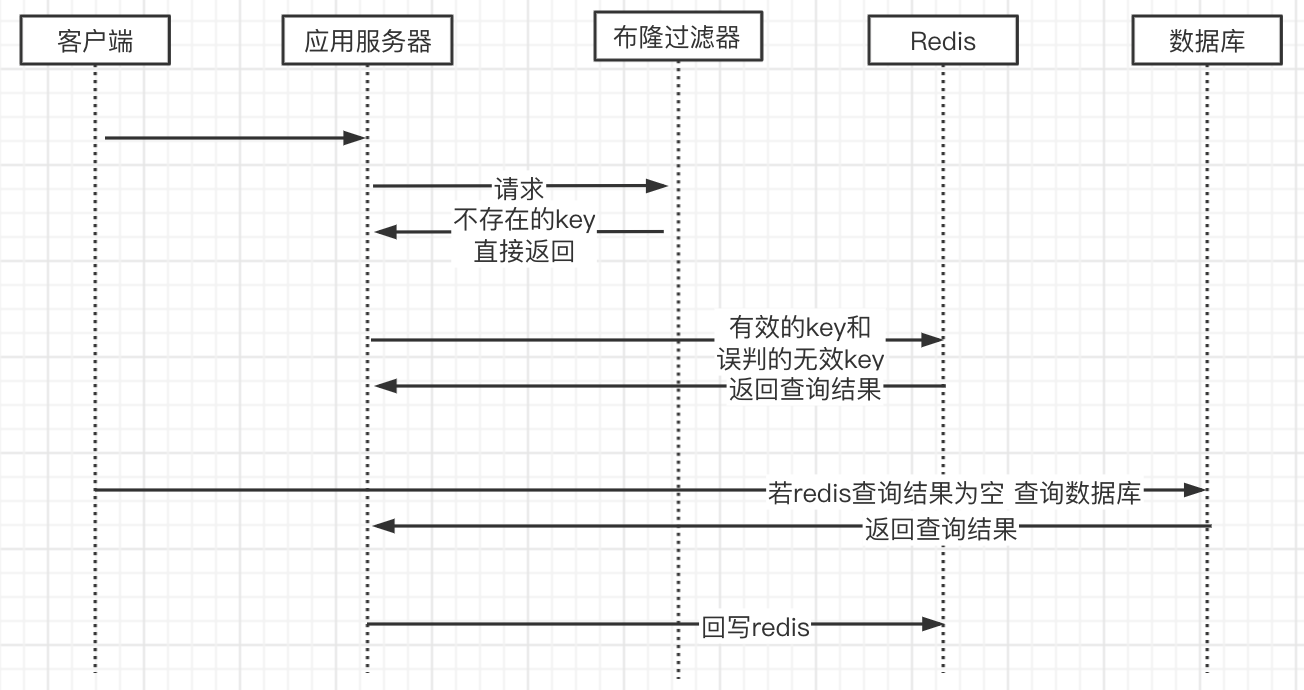 客户端
应用服务器
布隆过滤器
Redis
数据库
请求
不存在的key
直接返回
有效的key和
误判的无效key
返回查询结果
若redis查询结果为空 查询数据库
返回查询结果
回写redis